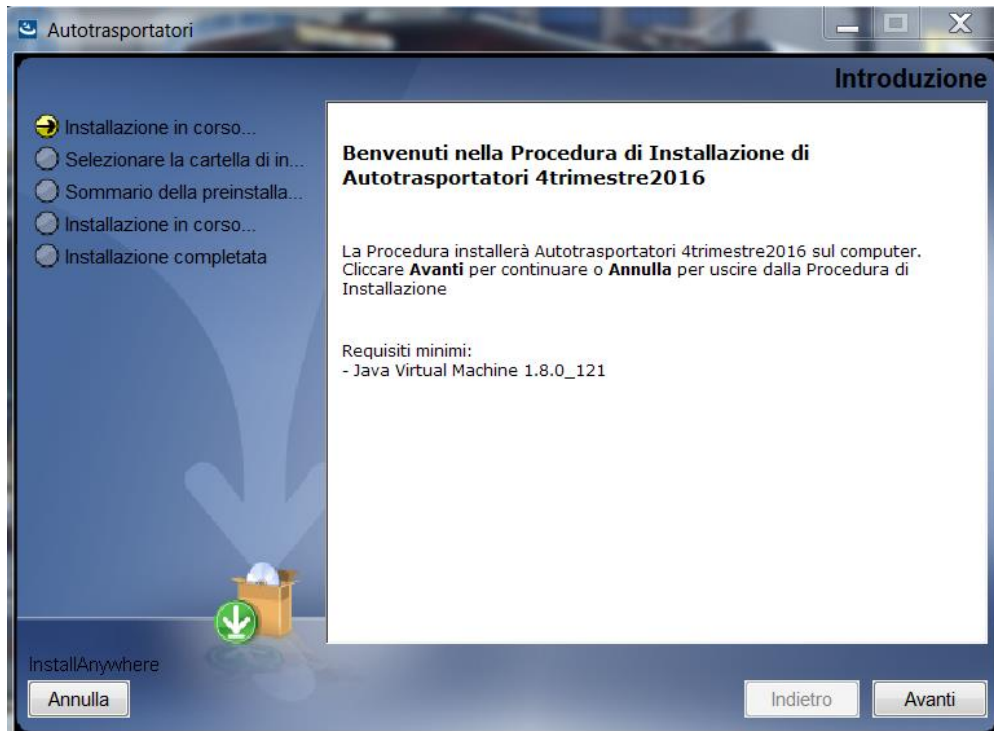 Autotrasportatori
Introduzione
Installazione in corso...
Selezionare la cartella di in...
Sommario della preinstalla...
Installazione in corso...
Installazione completata
Benvenuti nella Procedura di Installazione di
Autotrasportatori 4trimestre2016
La Procedura installerà Autotrasportatori 4trimestre2016 sul computer.
Cliccare Avanti per continuare o Annulla per uscire dalla Procedura di
Installazione
Requisiti minimi:
- Java Virtual Machine 1.8.0_121
InstallAnywhere
Annulla
Indietro
Avanti